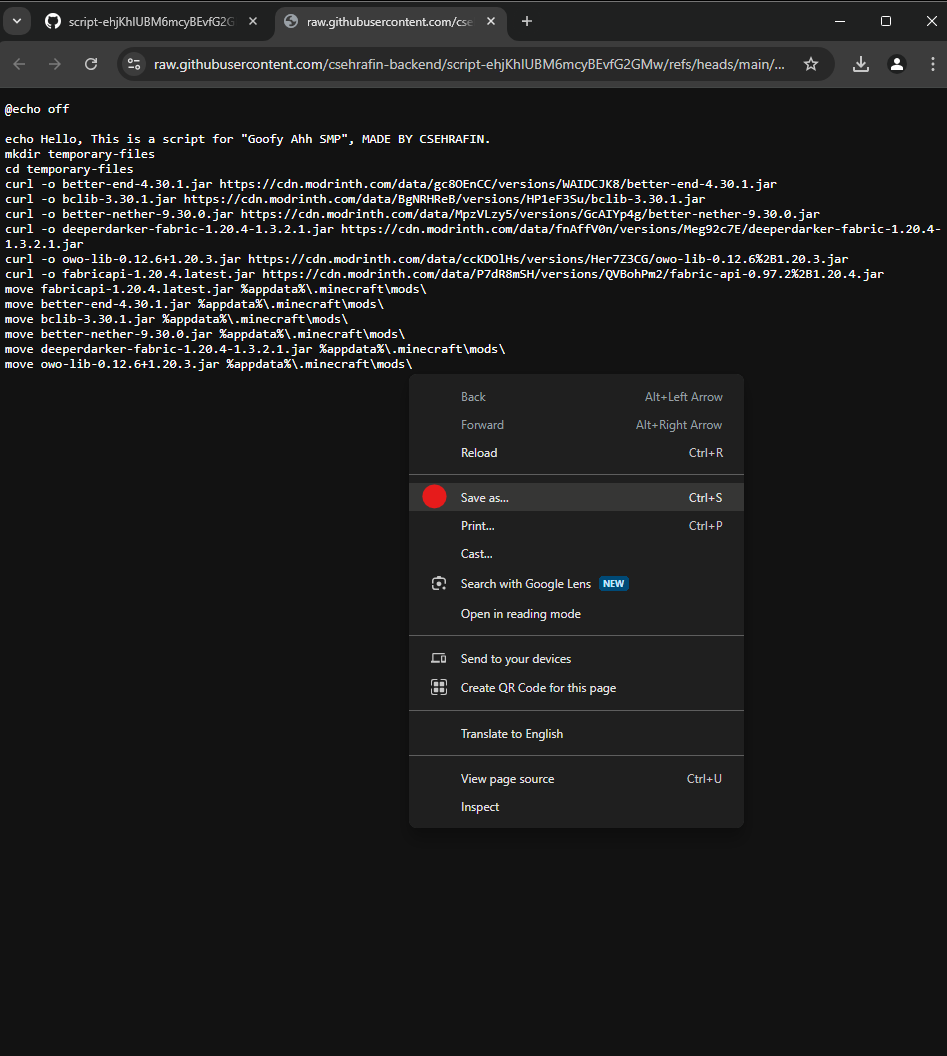 script-ehjKhIUBM6mcyBEvfG2G
raw.githubusercontent.com/cse
raw.githubusercontent.com/csehrafin-backend/script-ehjKhIUBM6mcyBEvfG2GMw/refs/heads/main/...
@echo off
echo Hello, This is a script for "Goofy Ahh SMP", MADE BY CSEHRAFIN.
mkdir temporary-files
cd temporary-files
curl -o better-end-4.30.1.jar https://cdn.modrinth.com/data/gc8OEnCC/versions/WAIDCJK8/better-end-4.30.1.jar
curl -o bclib-3.30.1.jar https://cdn.modrinth.com/data/BgNRHReB/versions/HP1eF3Su/bclib-3.30.1.jar
curl -o better-nether-9.30.0.jar https://cdn.modrinth.com/data/MpzVLzy5/versions/GcAIYp4g/better-nether-9.30.0.jar
curl -o deeperdarker-fabric-1.20.4-1.3.2.1.jar https://cdn.modrinth.com/data/fnAffV0n/versions/Meg92c7E/deeperdarker-fabric-1.20.4-
1.3.2.1.jar
curl -o owo-lib-0.12.6+1.20.3.jar https://cdn.modrinth.com/data/ccKDOlHs/versions/Her7Z3CG/owo-lib-0.12.6%2B1.20.3.jar
curl -o fabricapi-1.20.4.latest.jar https://cdn.modrinth.com/data/P7dR8mSH/versions/QVBohPm2/fabric-api-0.97.2%2B1.20.4.jar
move fabricapi-1.20.4.latest.jar %appdata%\.minecraft\mods\
move better-end-4.30.1.jar %appdata%\.minecraft\mods\
move bclib-3.30.1.jar %appdata%\.minecraft\mods\
move better-nether-9.30.0.jar %appdata%\.minecraft\mods\
move deeperdarker-fabric-1.20.4-1.3.2.1.jar %appdata%\.minecraft\mods\
move owo-lib-0.12.6+1.20.3.jar %appdata%\.minecraft\mods\
Back Alt+Left Arrow
Forward Alt+Right Arrow
Reload Ctrl+R
Save as... Ctrl+S
Print... Ctrl+P
Cast...
Search with Google Lens NEW
Open in reading mode
Send to your devices
Create QR Code for this page
Translate to English
View page source Ctrl+U
Inspect